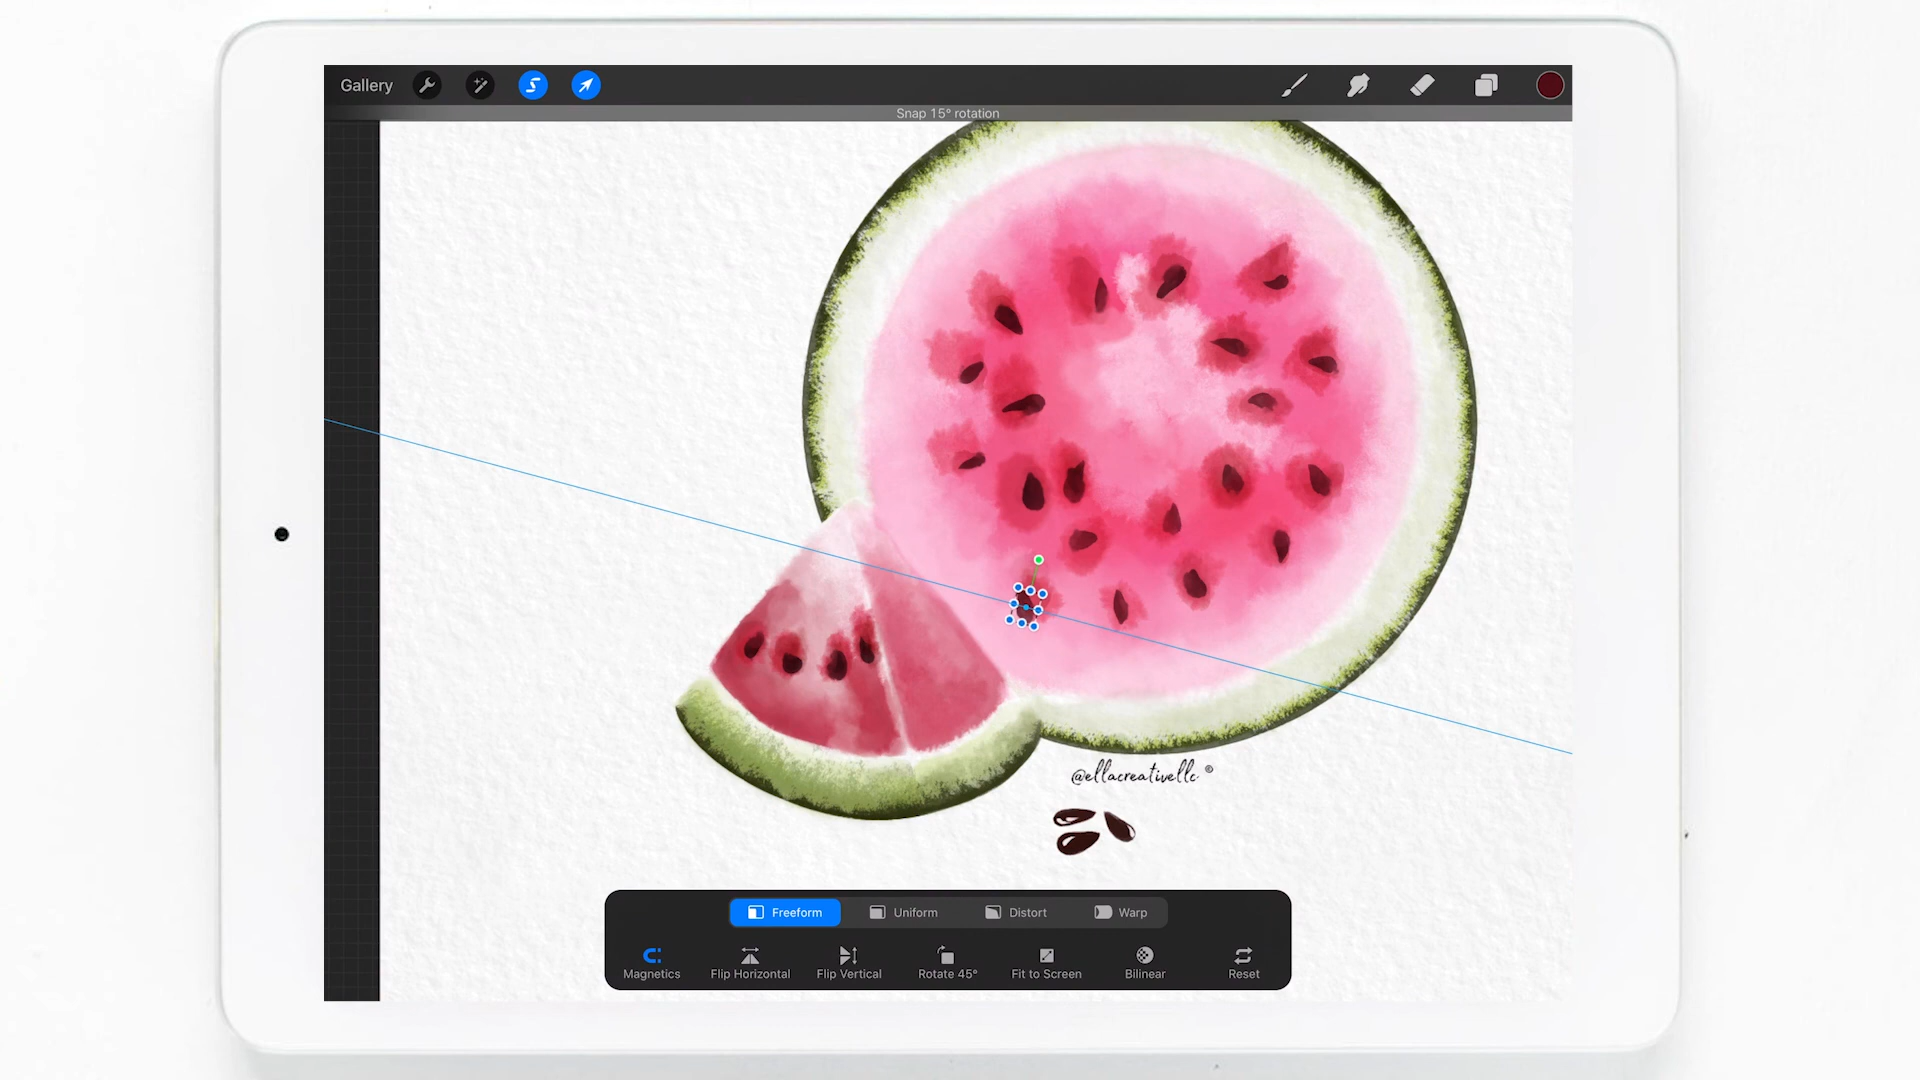 Gallery
Snap 15° rotation
@ellacreativellc ©
Freeform Uniform Distort Warp
Magnetics Flip Horizontal Flip Vertical Rotate 45° Fit to Screen Bilinear Reset